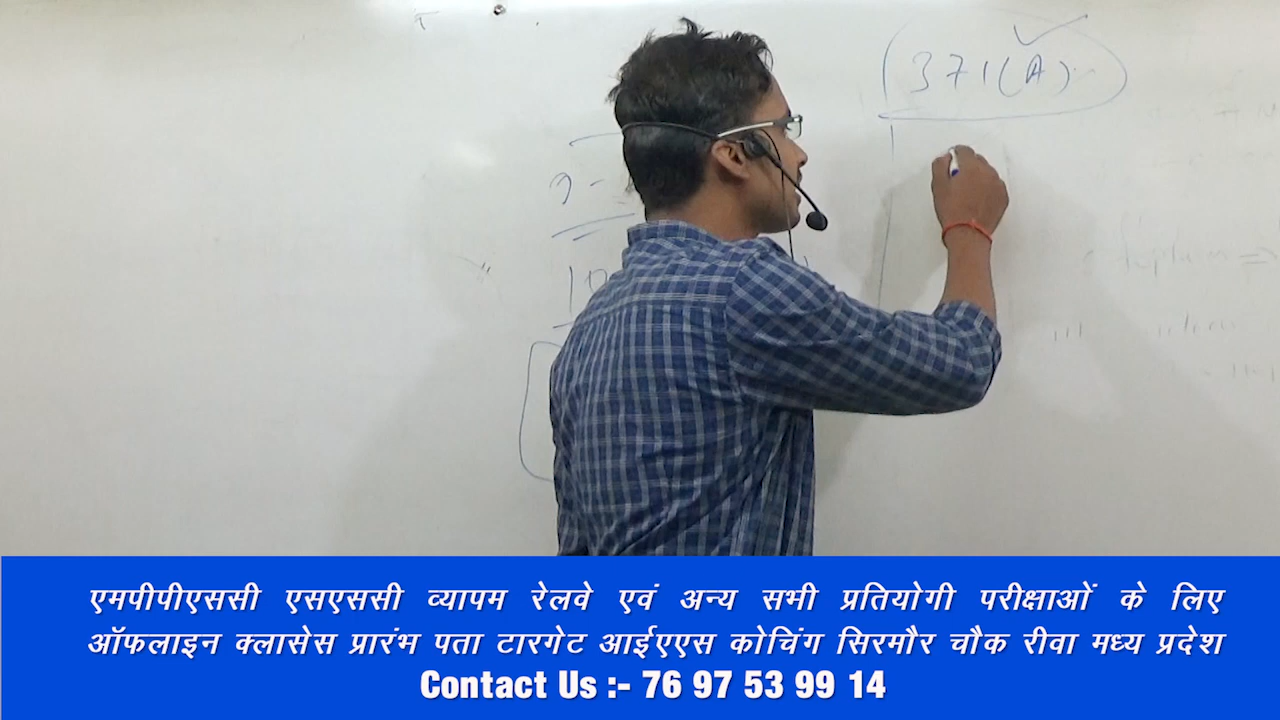 371(A)
एमपीपीएससी एसएससी व्यापम रेलवे एवं अन्य सभी प्रतियोगी परीक्षाओं के लिए
ऑफलाइन क्लासेस प्रारंभ पता टारगेट आईएएस कोचिंग सिरमौर चौक रीवा मध्य प्रदेश
Contact Us :- 76 97 53 99 14